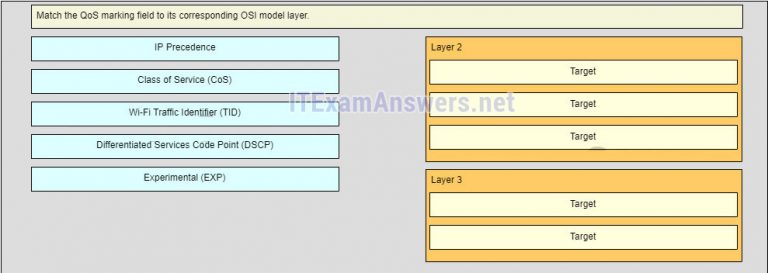 Match the QoS marking field to its corresponding OSI model layer.
IP Precedence
Class of Service (CoS)
Wi-Fi Traffic Identifier (TID)
Differentiated Services Code Point (DSCP)
Experimental (EXP)
Layer 2
Target
Target
Target
Layer 3
Target
Target
ITExamAnswers.net